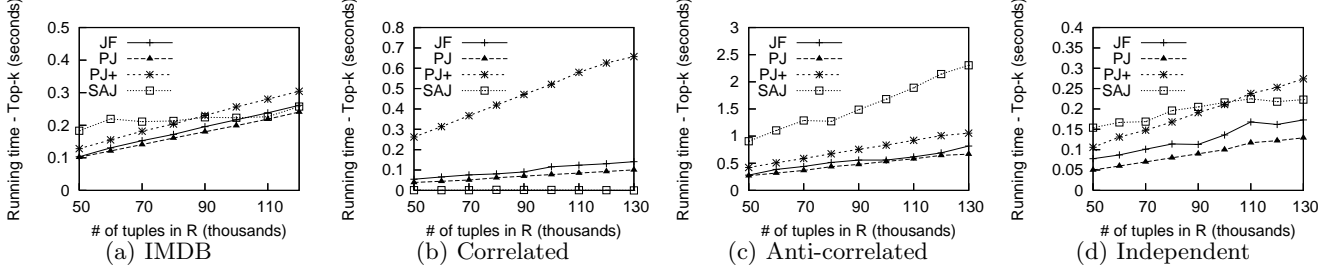 Running time - Top-k (seconds)
0.5
0.4
0.3
0.2
0.1
0
JF
PJ
PJ+
SAJ
50 70 90 110
# of tuples in R (thousands)
(a) IMDB
Running time - Top-k (seconds)
0.8
0.7
0.6
0.5
0.4
0.3
0.2
0.1
0
JF
PJ
PJ+
SAJ
50 70 90 110 130
# of tuples in R (thousands)
(b) Correlated
Running time - Top-k (seconds)
3
2.5
2
1.5
1
0.5
0
JF
PJ
PJ+
SAJ
50 70 90 110 130
# of tuples in R (thousands)
(c) Anti-correlated
Running time - Top-k (seconds)
0.4
0.35
0.3
0.25
0.2
0.15
0.1
0.05
0
JF
PJ
PJ+
SAJ
50 70 90 110 130
# of tuples in R (thousands)
(d) Independent